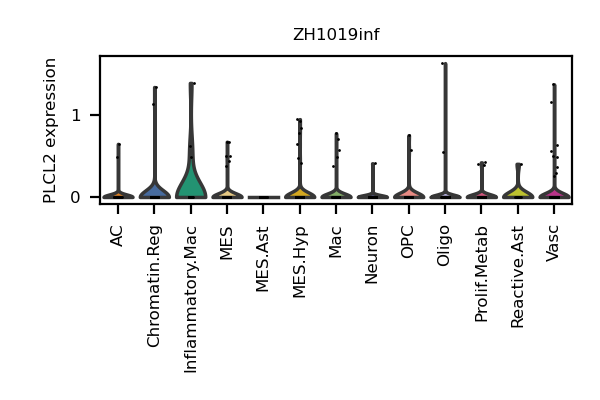 ZH1019inf
PLCL2 expression
1
0
AC
Chromatin.Reg
Inflammatory.Mac
MES
MES.Ast
MES.Hyp
Mac
Neuron
OPC
Oligo
Prolif.Metab
Reactive.Ast
Vasc